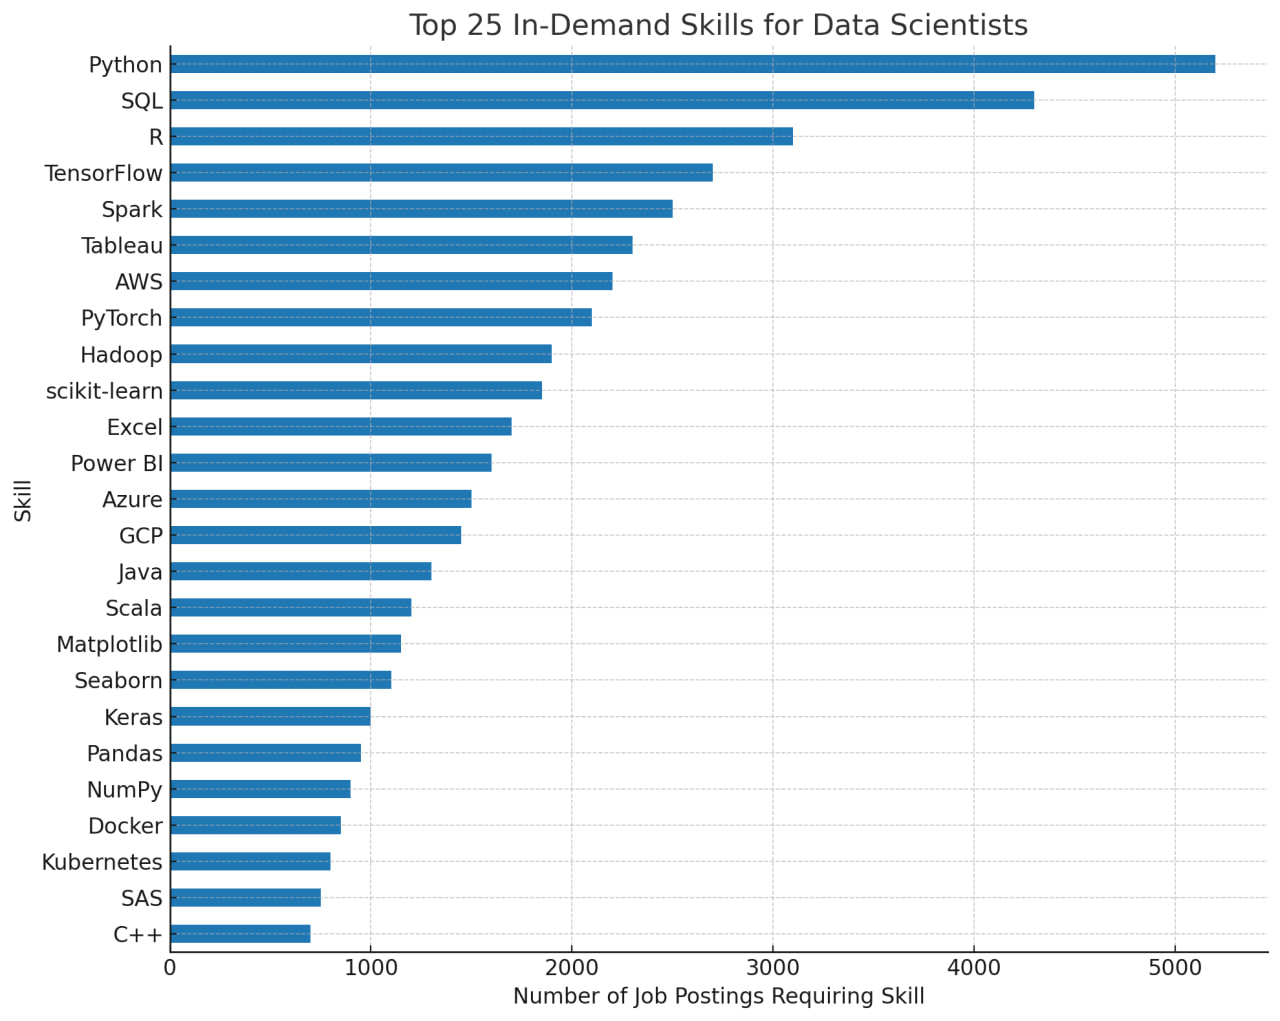 Top 25 In-Demand Skills for Data Scientists
Skill
Python
SQL
R
TensorFlow
Spark
Tableau
AWS
PyTorch
Hadoop
scikit-learn
Excel
Power BI
Azure
GCP
Java
Scala
Matplotlib
Seaborn
Keras
Pandas
NumPy
Docker
Kubernetes
SAS
C++
0 1000 2000 3000 4000 5000
Number of Job Postings Requiring Skill